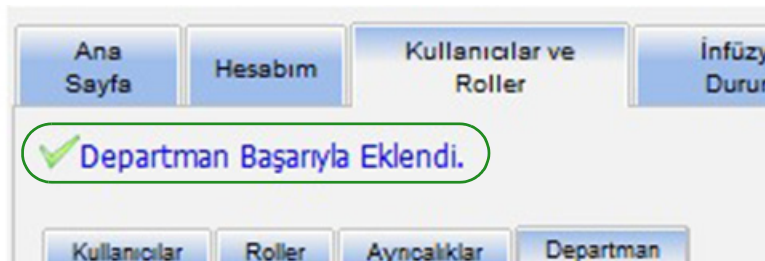 Ana Sayfa
Hesabım
Kullanıcılar ve Roller
Departman Başarıyla Eklendi.
Kullanıcılar
Roller
Ayrıcalıklar
Departman